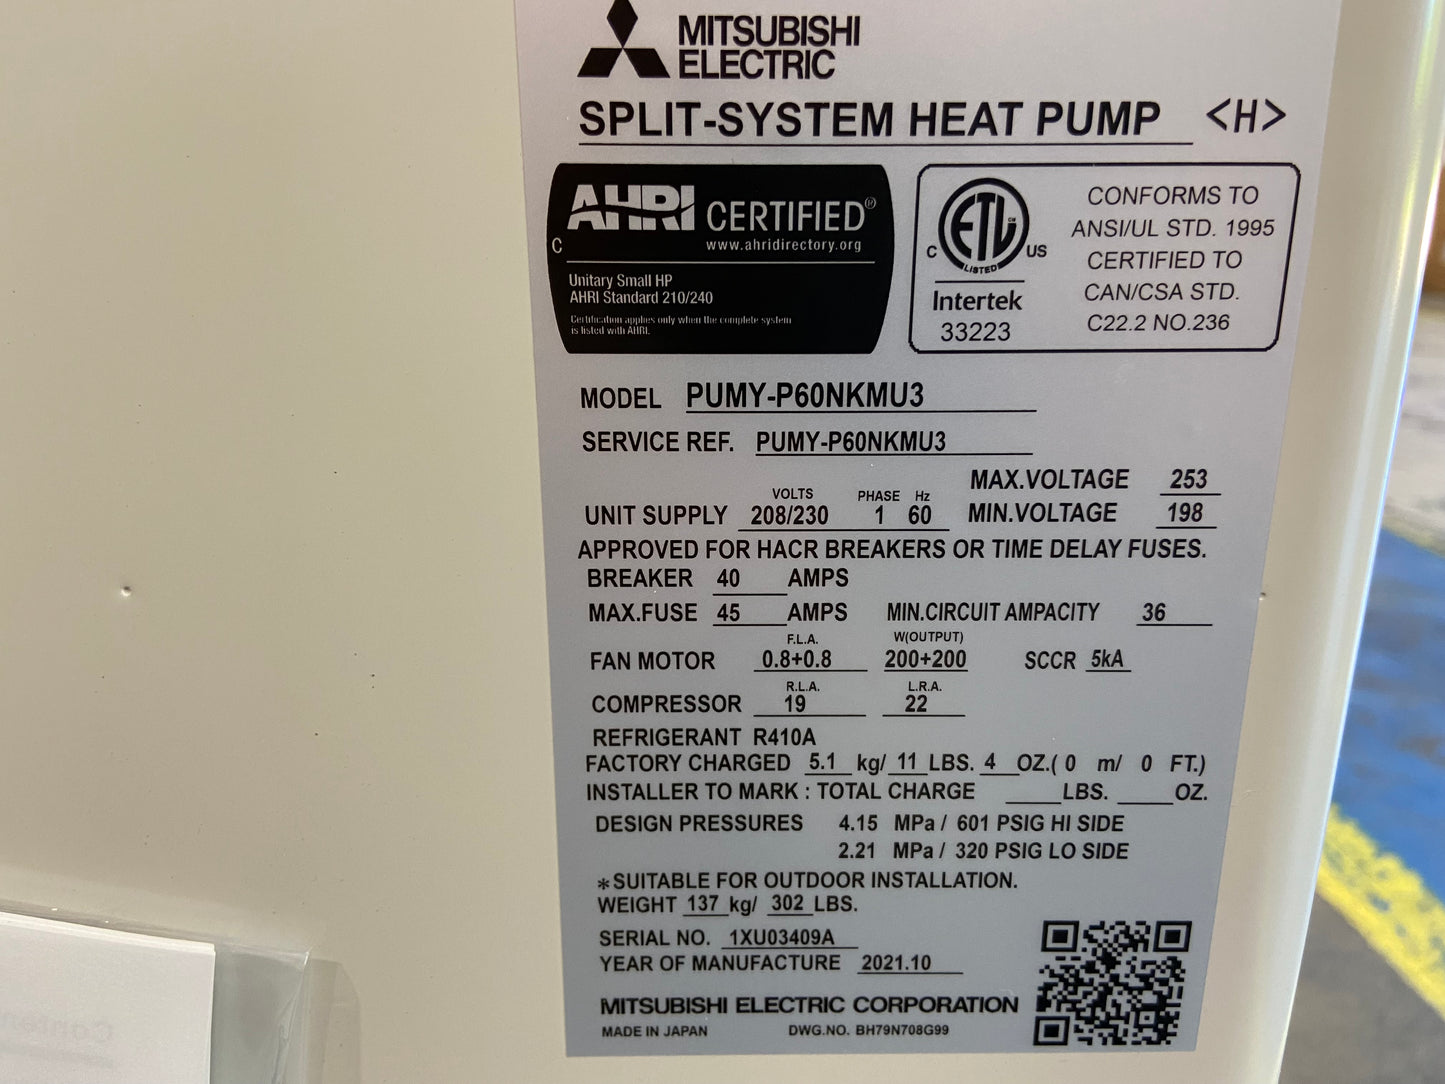 MITSUBISHI
ELECTRIC
SPLIT-SYSTEM HEAT PUMP <H>
AHRI CERTIFIED®
www.ahridirectory.org
C
Unitary Small HP
AHRI Standard 210/240
Certification applies only when the complete system
is listed with AHRI.
ETL CM
LISTED
C US
Intertek
33223
CONFORMS TO
ANSI/UL STD. 1995
CERTIFIED TO
CAN/CSA STD.
C22.2 NO.236
MODEL PUMY-P60NKMU3
SERVICE REF. PUMY-P60NKMU3
MAX.VOLTAGE 253
VOLTS PHASE Hz
UNIT SUPPLY 208/230 1 60 MIN.VOLTAGE 198
APPROVED FOR HACR BREAKERS OR TIME DELAY FUSES.
BREAKER 40 AMPS
MAX.FUSE 45 AMPS MIN.CIRCUIT AMPACITY 36
F.L.A. W(OUTPUT)
FAN MOTOR 0.8+0.8 200+200 SCCR 5kA
R.L.A. L.R.A.
COMPRESSOR 19 22
REFRIGERANT R410A
FACTORY CHARGED 5.1 kg/ 11 LBS. 4 OZ.( 0 m/ 0 FT.)
INSTALLER TO MARK : TOTAL CHARGE ____LBS. ____OZ.
DESIGN PRESSURES 4.15 MPa / 601 PSIG HI SIDE
2.21 MPa / 320 PSIG LO SIDE
*SUITABLE FOR OUTDOOR INSTALLATION.
WEIGHT 137 kg/ 302 LBS.
SERIAL NO. 1XU03409A
YEAR OF MANUFACTURE 2021.10
MITSUBISHI ELECTRIC CORPORATION
MADE IN JAPAN DWG.NO. BH79N708G99